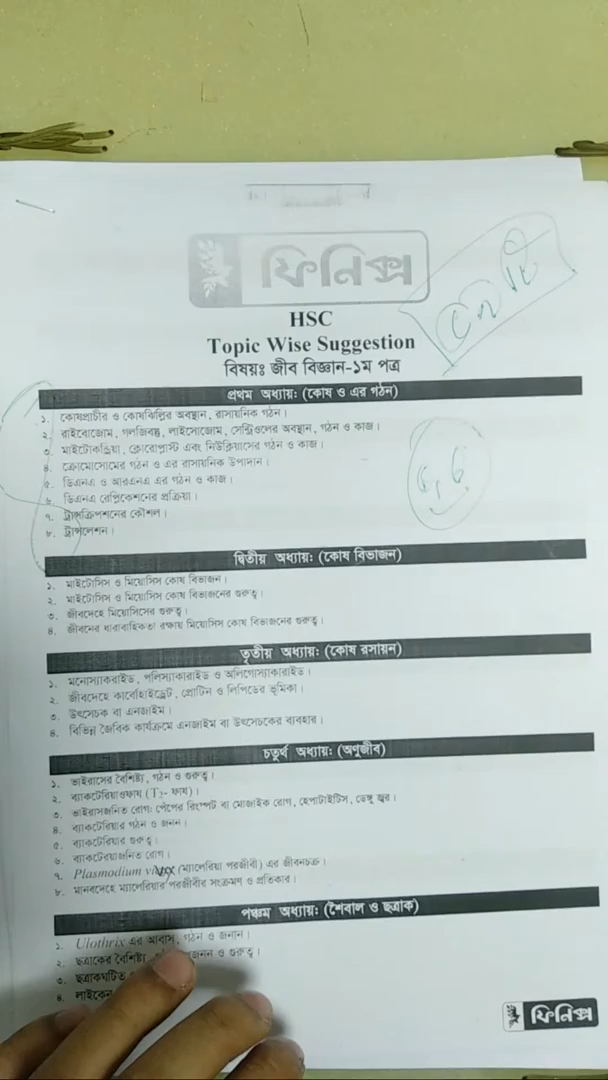 ফিনিক্স
HSC
Topic Wise Suggestion
বিষয়ঃ জীব বিজ্ঞান-১ম পত্র
প্রথম অধ্যায়: (কোষ ও এর গঠন)
১. কোষপ্রাচীর ও কোষঝিল্লির অবস্থান, রাসায়নিক গঠন।
২. রাইবোজোম, গলজিবস্তু, লাইসোজোম, সেন্ট্রিওলের অবস্থান, গঠন ও কাজ।
৩. মাইটোকন্ড্রিয়া, ক্লোরোপ্লাস্ট এবং নিউক্লিয়াসের গঠন ও কাজ।
৪. ক্রোমোসোমের গঠন ও এর রাসায়নিক উপাদান।
৫. ডিএনএ ও আরএনএ এর গঠন ও কাজ।
৬. ডিএনএ রেপ্লিকেশনের প্রক্রিয়া।
৭. ট্রান্সক্রিপশনের কৌশল।
৮. ট্রান্সলেশন।
দ্বিতীয় অধ্যায়: (কোষ বিভাজন)
১. মাইটোসিস ও মিয়োসিস কোষ বিভাজন।
২. মাইটোসিস ও মিয়োসিস কোষ বিভাজনের গুরুত্ব।
৩. জীবদেহে মিয়োসিসের গুরুত্ব।
৪. জীবনের ধারাবাহিকতা রক্ষায় মিয়োসিস কোষ বিভাজনের গুরুত্ব।
তৃতীয় অধ্যায়: (কোষ রসায়ন)
১. মনোস্যাকরাইড, পলিস্যাকারাইড ও অলিগোস্যাকারাইড।
২. জীবদেহে কার্বোহাইড্রেট, প্রোটিন ও লিপিডের ভূমিকা।
৩. উৎসেচক বা এনজাইম।
৪. বিভিন্ন জৈবিক কার্যক্রমে এনজাইম বা উৎসেচকের ব্যবহার।
চতুর্থ অধ্যায়: (অণুজীব)
১. ভাইরাসের বৈশিষ্ট্য, গঠন ও গুরুত্ব।
২. ব্যাকটেরিয়াওফায (T₂- ফায)।
৩. ভাইরাসজনিত রোগ: পেঁপের রিংস্পট বা মোজাইক রোগ, হেপাটাইটিস, ডেঙ্গু জ্বর।
৪. ব্যাকটেরিয়ার গঠন ও জনন।
৫. ব্যাকটেরিয়ার গুরুত্ব।
৬. ব্যাকটেরয়াজনিত রোগ।
৭. Plasmodium vivax (ম্যালেরিয়া পরজীবী) এর জীবনচক্র।
৮. মানবদেহে ম্যালেরিয়ার পরজীবীর সংক্রমণ ও প্রতিকার।
পঞ্চম অধ্যায়: (শৈবাল ও ছত্রাক)
১. Ulothrix এর আবাস, গঠন ও জনান।
২. ছত্রাকের বৈশিষ্ট্য, জনন ও গুরুত্ব।
৩. ছত্রাকঘটিত
৪. লাইকেন
ফিনিক্স